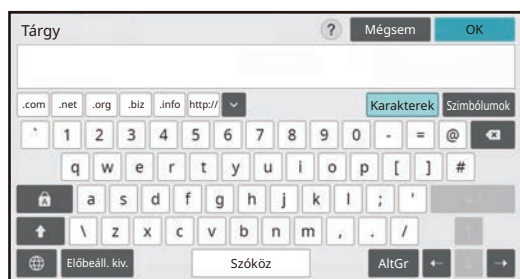 Tárgy ? Mégsem OK
.com .net .org .biz .info http:// Karakterek Szimbólumok
` 1 2 3 4 5 6 7 8 9 0 - = @
q w e r t y u i o p [ ] #
a s d f g h j k l ; '
\ z x c v b n m , . /
Előbeáll. kiv. Szóköz AltGr ← →